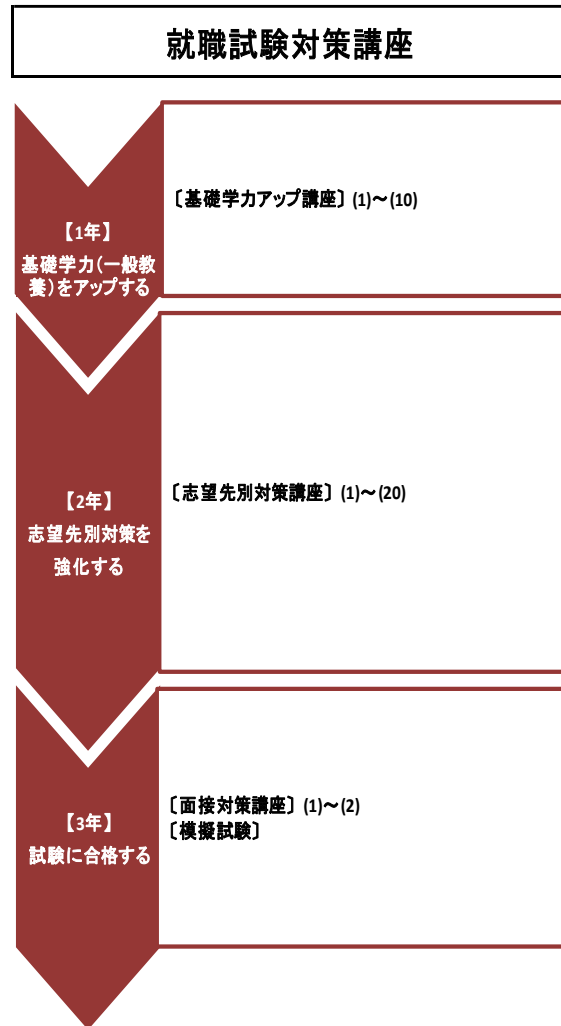 就職試験対策講座
【1年】
基礎学力(一般教
養)をアップする
〔基礎学力アップ講座〕(1)～(10)
【2年】
志望先別対策を
強化する
〔志望先別対策講座〕(1)～(20)
【3年】
試験に合格する
〔面接対策講座〕(1)～(2)
〔模擬試験〕